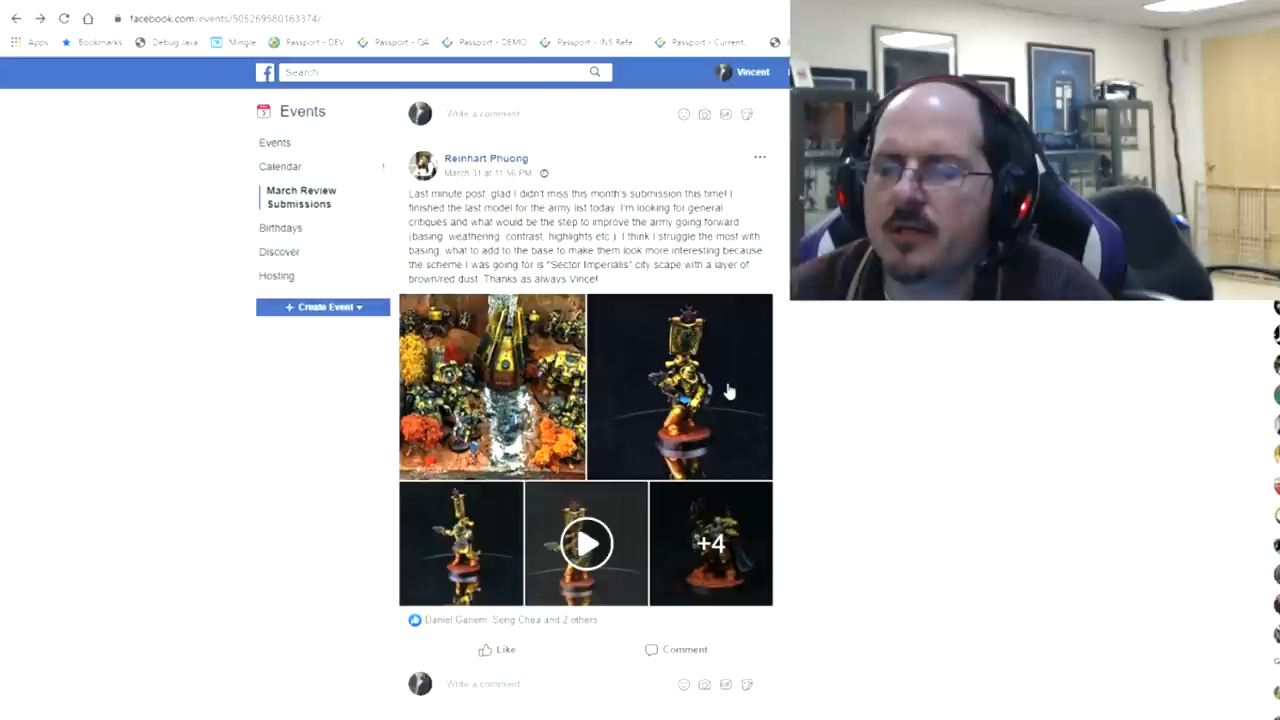 facebook.com/events/505269580163374/
Apps Bookmarks Debug Java Mingle Passport - DEV Passport - QA Passport - DEMO Passport - INS Refe... Passport - Current...
Search
Vincent
Events
Write a comment
Events
Calendar 1
March Review
Submissions
Birthdays
Discover
Hosting
+ Create Event
Reinhart Phuong
March 31 at 11:56 PM
Last minute post, glad I didn't miss this month's submission this time! I
finished the last model for the army list today. I'm looking for general
critiques and what would be the step to improve the army going forward
(basing, weathering, contrast, highlights etc.). I think I struggle the most with
basing, what to add to the base to make them look more interesting because
the scheme I was going for is "Sector Imperialis" city scape with a layer of
brown/red dust. Thanks as always Vince!
+4
Daniel Ganem, Seng Chea and 2 others
Like Comment
Write a comment